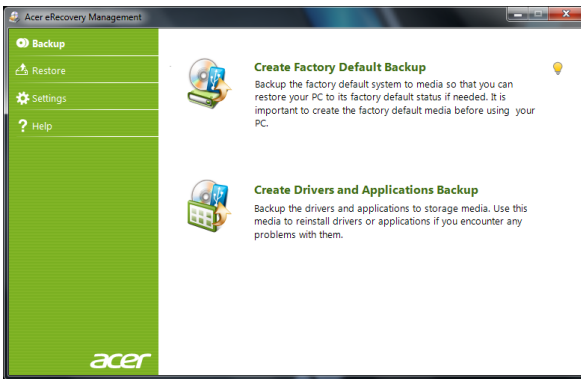 Acer eRecovery Management
Backup
Restore
Settings
? Help
Create Factory Default Backup
Backup the factory default system to media so that you can
restore your PC to its factory default status if needed. It is
important to create the factory default media before using your
PC.
Create Drivers and Applications Backup
Backup the drivers and applications to storage media. Use this
media to reinstall drivers or applications if you encounter any
problems with them.
acer